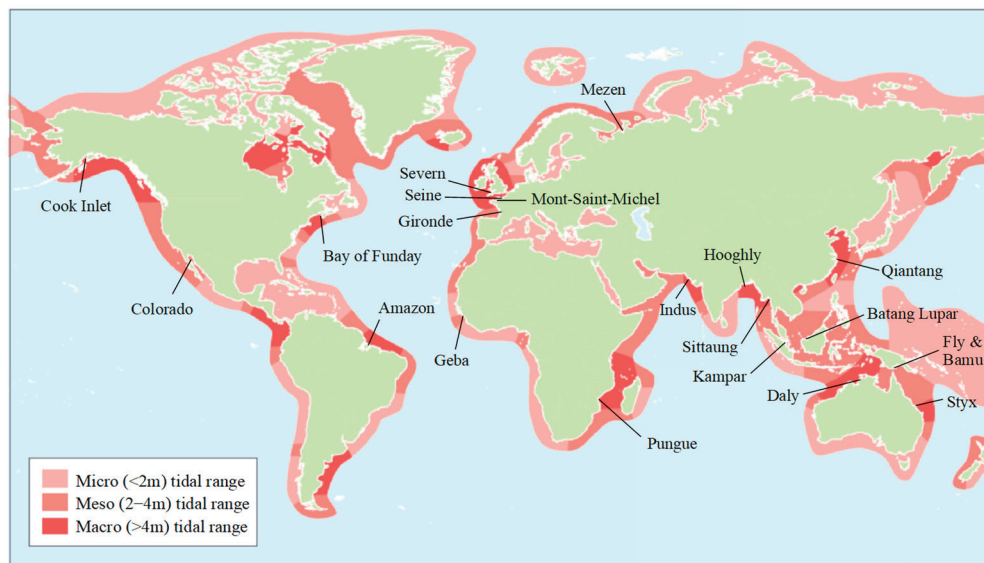 Mezen
Severn
Seine
Mont-Saint-Michel
Gironde
Cook Inlet
Bay of Funday
Hooghly
Qiantang
Colorado
Amazon
Indus
Batang Lupar
Geba
Sittaung
Fly &
Bamu
Kampar
Daly
Styx
Pungue
Micro (<2m) tidal range
Meso (2–4m) tidal range
Macro (>4m) tidal range